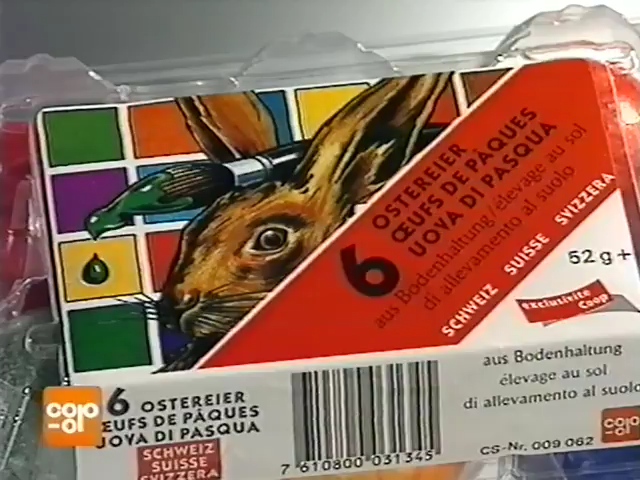 6
OSTEREIER
ŒUFS DE PÂQUES
UOVA DI PASQUA
aus Bodenhaltung/élevage au sol
di allevamento al suolo
SCHWEIZ SUISSE SVIZZERA
52g+
exclusivité
Coop
aus Bodenhaltung
élevage au sol
di allevamento al suolo
6 OSTEREIER
ŒUFS DE PÂQUES
UOVA DI PASQUA
SCHWEIZ
SUISSE
SVIZZERA
7 610800 031345
CS-Nr. 009 062
coop
coop